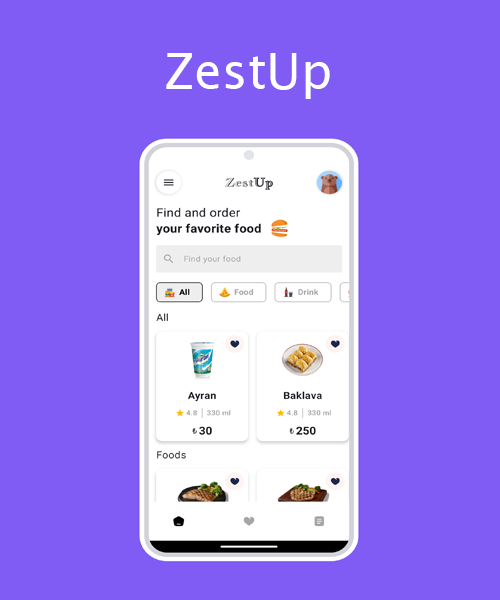 ZestUp
ZestUp
Find and order
your favorite food
Find your food
All
Food
Drink
All
Ayran
4.8 | 330 ml
₺ 30
Baklava
4.8 | 330 ml
₺ 250
Foods